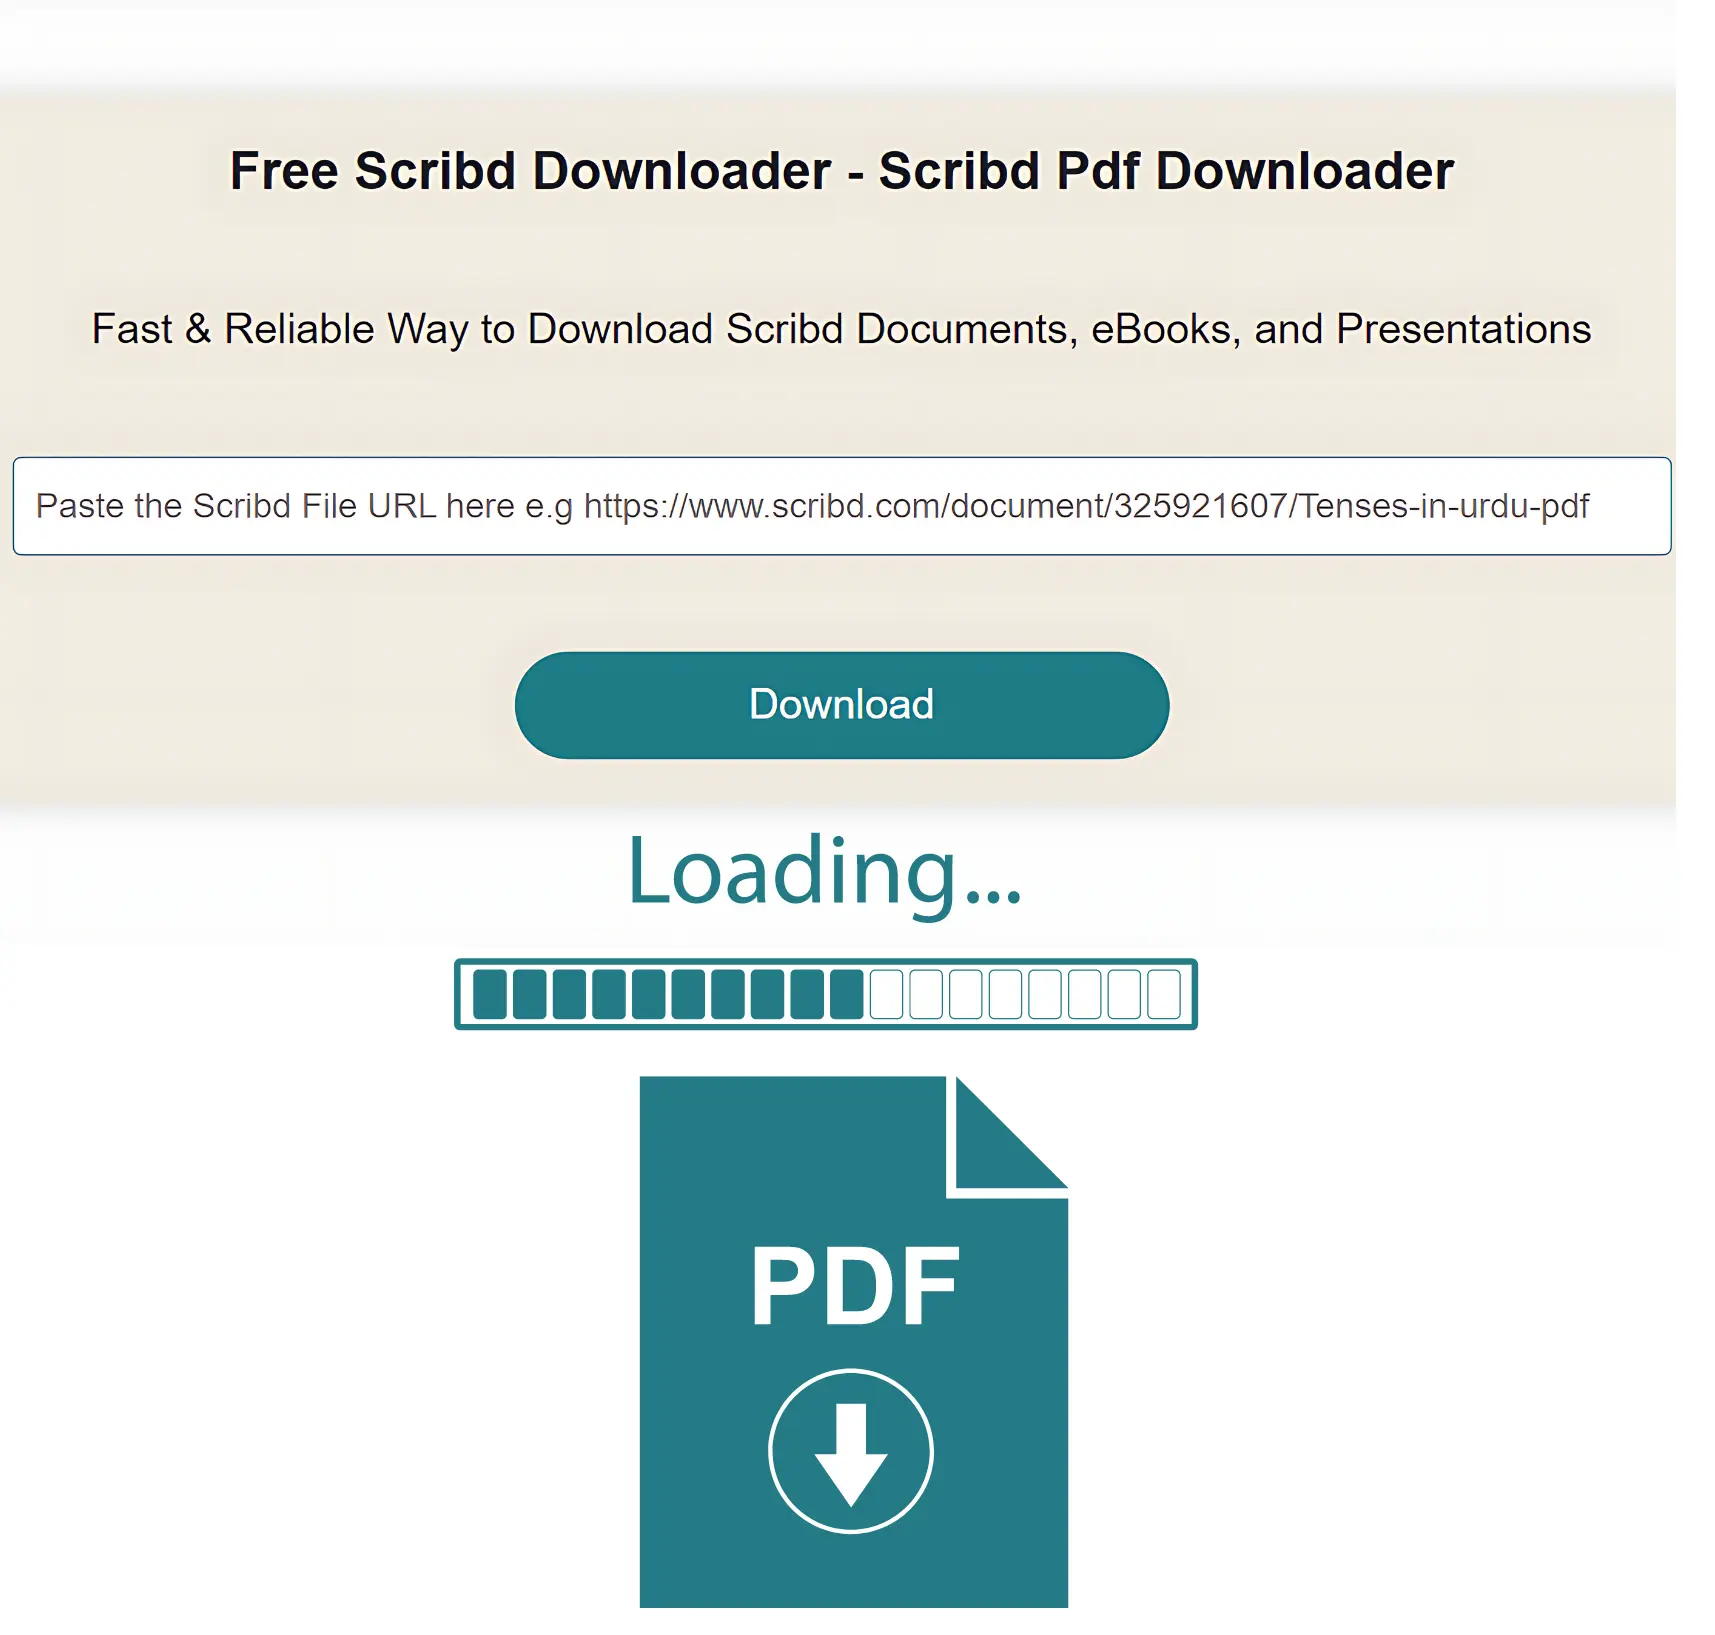 Free Scribd Downloader - Scribd Pdf Downloader
Fast & Reliable Way to Download Scribd Documents, eBooks, and Presentations
Paste the Scribd File URL here e.g https://www.scribd.com/document/325921607/Tenses-in-urdu-pdf
Download
Loading...
PDF